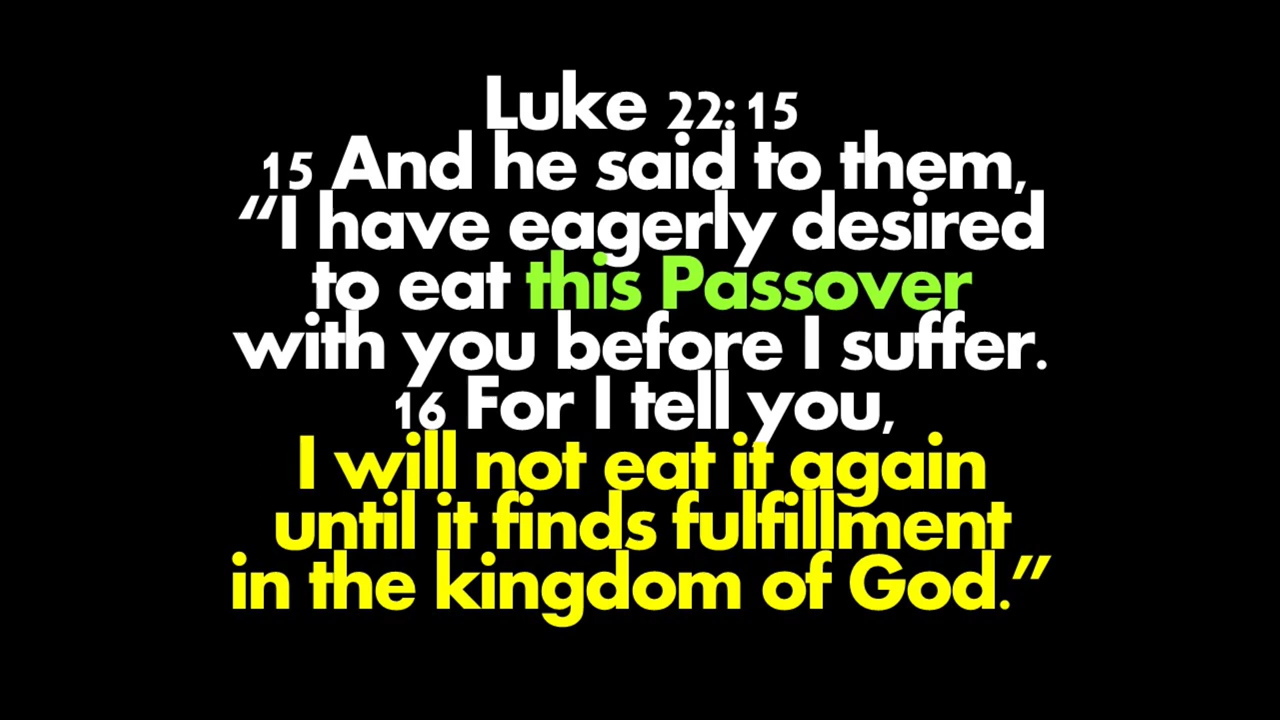 Luke 22:15
15 And he said to them,
“I have eagerly desired
to eat this Passover
with you before I suffer.
16 For I tell you,
I will not eat it again
until it finds fulfillment
in the kingdom of God.”